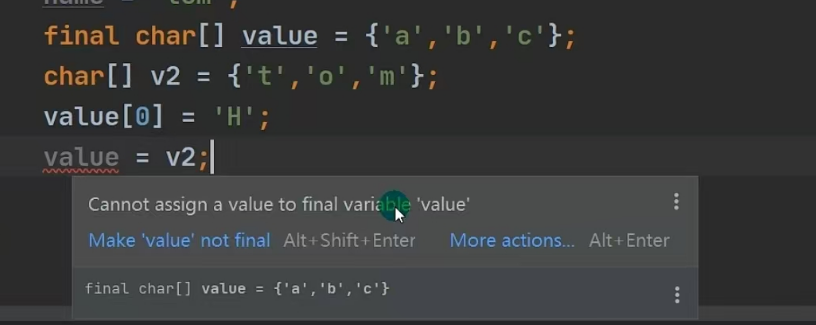 name = "tom";
final char[] value = {'a','b','c'};
char[] v2 = {'t','o','m'};
value[0] = 'H';
value = v2;
Cannot assign a value to final variable 'value'
Make 'value' not final Alt+Shift+Enter More actions... Alt+Enter
final char[] value = {'a','b','c'}